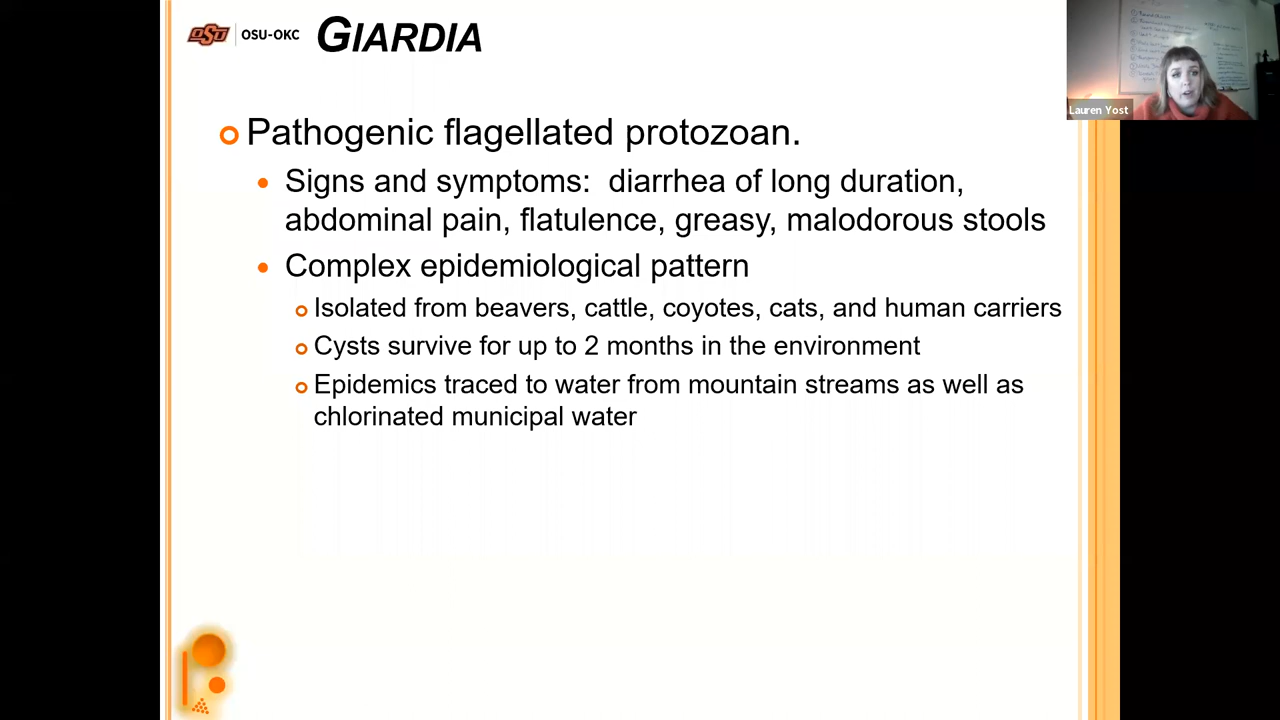 OSU OSU-OKC GIARDIA
Lauren Yost
Pathogenic flagellated protozoan.
Signs and symptoms: diarrhea of long duration,
abdominal pain, flatulence, greasy, malodorous stools
Complex epidemiological pattern
Isolated from beavers, cattle, coyotes, cats, and human carriers
Cysts survive for up to 2 months in the environment
Epidemics traced to water from mountain streams as well as
chlorinated municipal water